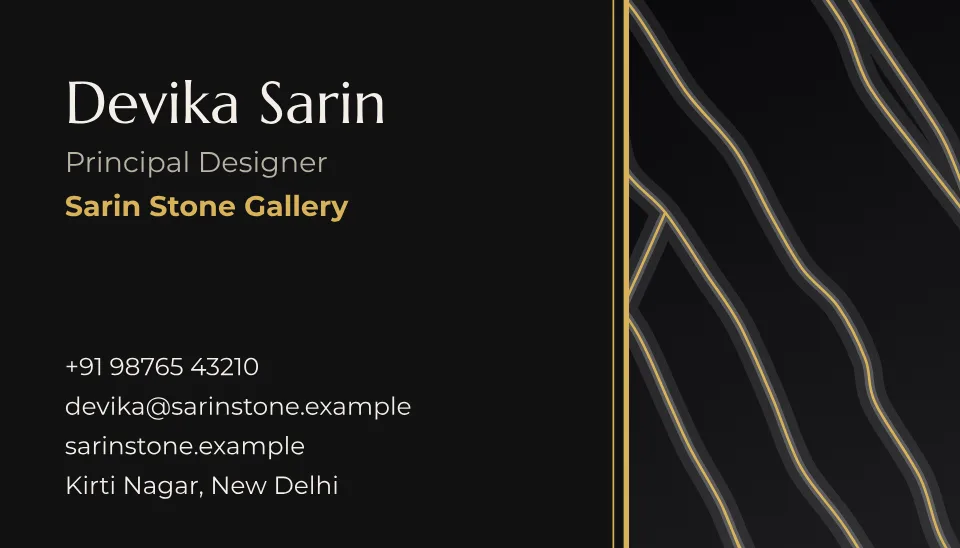 Devika Sarin
Principal Designer
Sarin Stone Gallery
+91 98765 43210
devika@sarinstone.example
sarinstone.example
Kirti Nagar, New Delhi